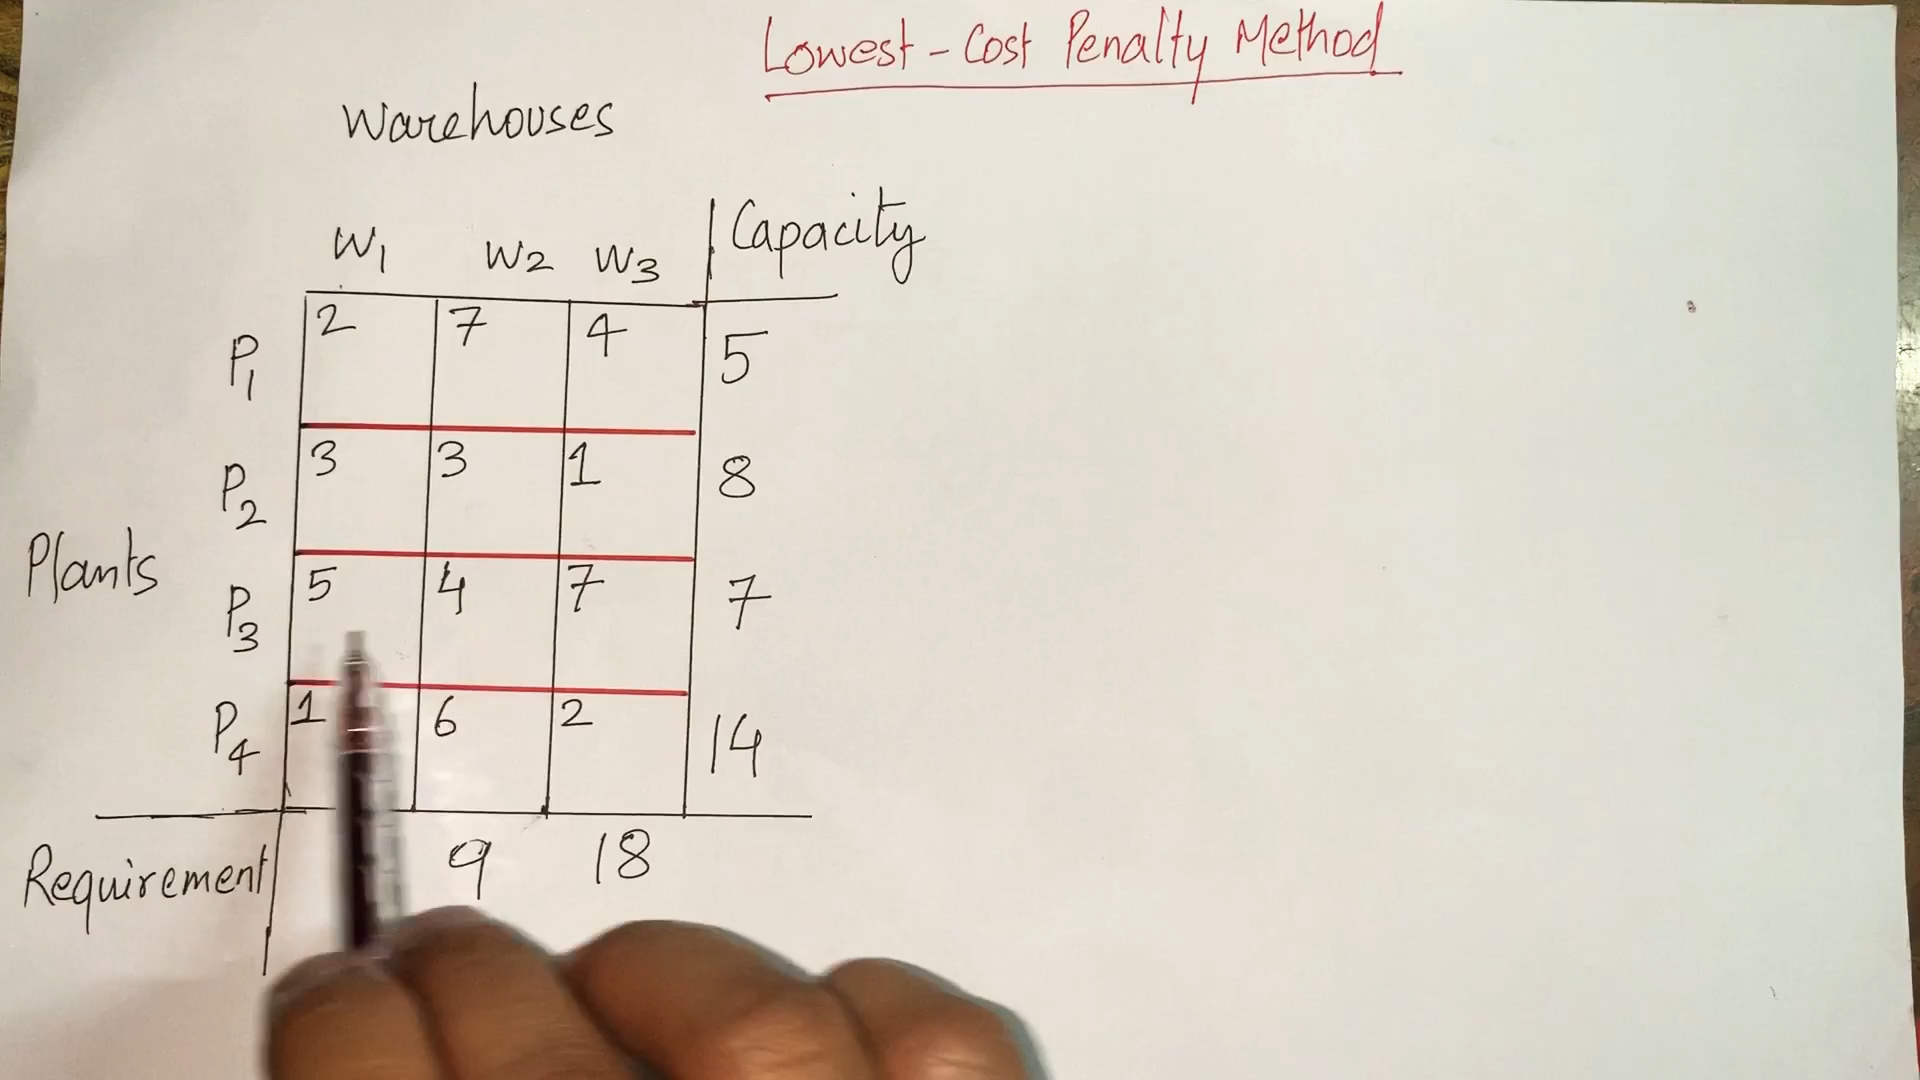 Lowest-Cost Penalty Method
Warehouses
W1 W2 W3 Capacity
P1 2 7 4 5
P2 3 3 1 8
Plants
P3 5 4 7 7
P4 1 6 2 14
Requirement 9 18